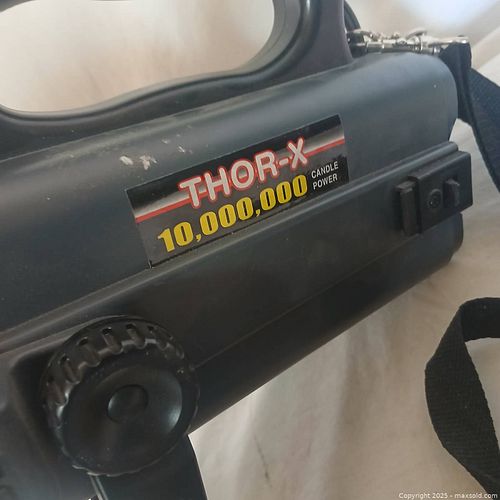 THOR-X
10,000,000 CANDLE
POWER
Copyright © 2025 - maxsold.com